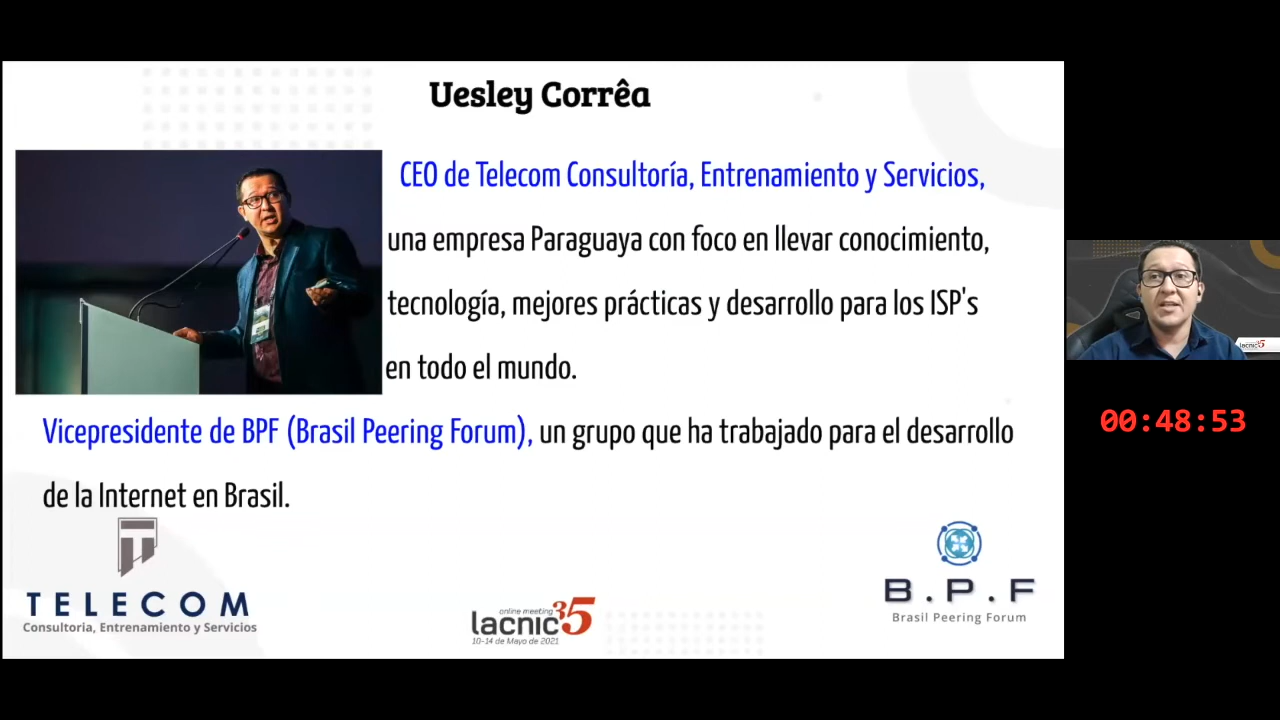 Uesley Corrêa
CEO de Telecom Consultoría, Entrenamiento y Servicios,
una empresa Paraguaya con foco en llevar conocimiento,
tecnología, mejores prácticas y desarrollo para los ISP's
en todo el mundo.
Vicepresidente de BPF (Brasil Peering Forum), un grupo que ha trabajado para el desarrollo
de la Internet en Brasil.
TELECOM
Consultoria, Entrenamiento y Servicios
online meeting
lacnic35
10-14 de Mayo de 2021
B.P.F
Brasil Peering Forum
lacnic35
00:48:53